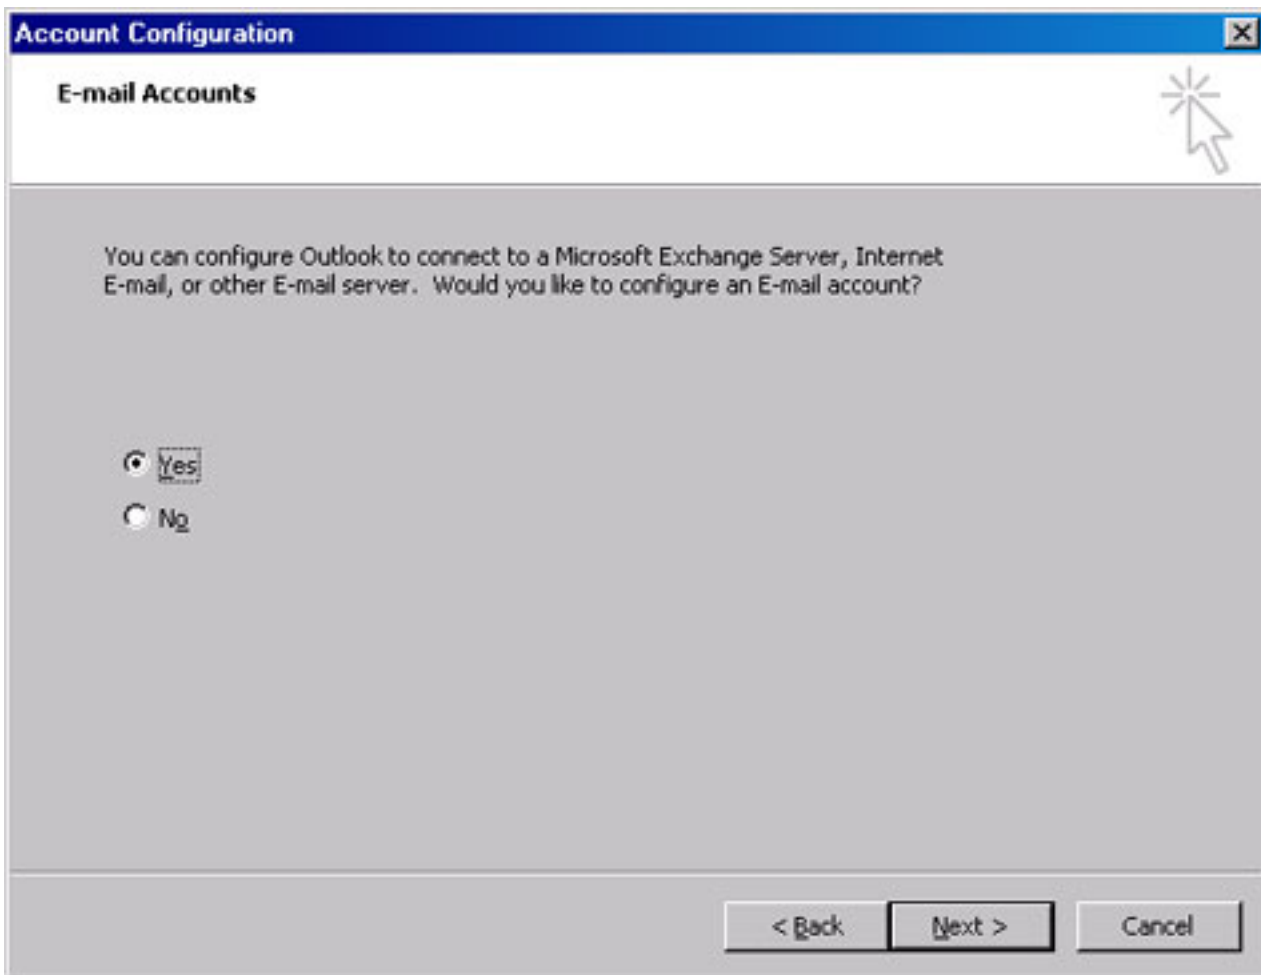 Account Configuration
E-mail Accounts
You can configure Outlook to connect to a Microsoft Exchange Server, Internet
E-mail, or other E-mail server.  Would you like to configure an E-mail account?
Yes
No
< Back
Next >
Cancel